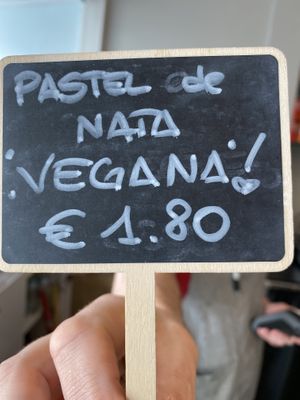 PASTEL de
NATA
¡VEGANA!
€ 1.80